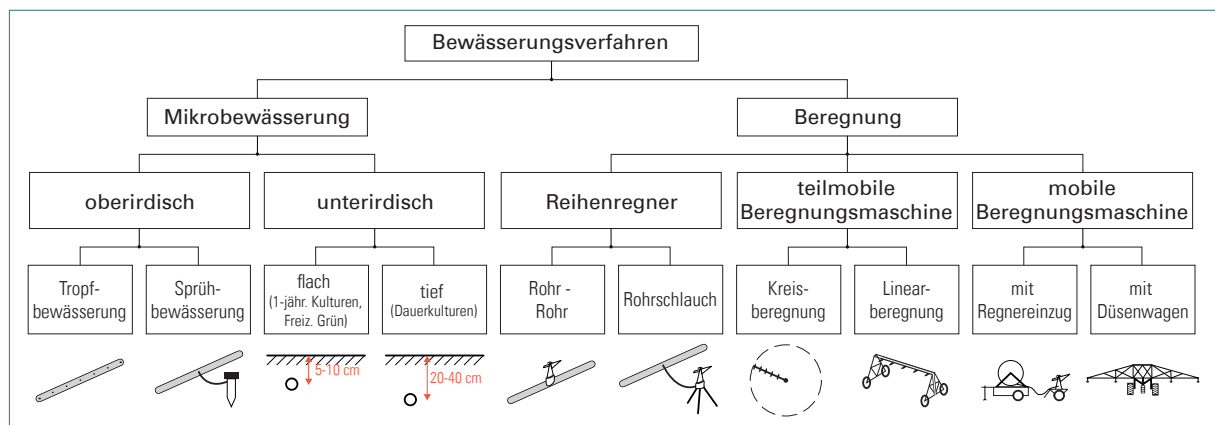 Bewässerungsverfahren
Mikrobewässerung
Beregnung
oberirdisch
unterirdisch
Reihenregner
teilmobile
Beregnungsmaschine
mobile
Beregnungsmaschine
Tropf-
bewässerung
Sprüh-
bewässerung
flach
(1-jähr. Kulturen,
Freiz. Grün)
tief
(Dauerkulturen)
Rohr -
Rohr
Rohrschlauch
Kreis-
beregnung
Linear-
beregnung
mit
Regnereinzug
mit
Düsenwagen
5-10 cm
20-40 cm